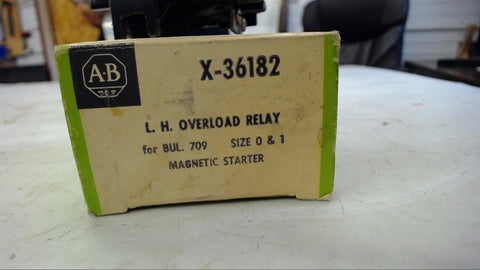 A-B
X-36182
L. H. OVERLOAD RELAY
for BUL. 709 SIZE 0 & 1
MAGNETIC STARTER